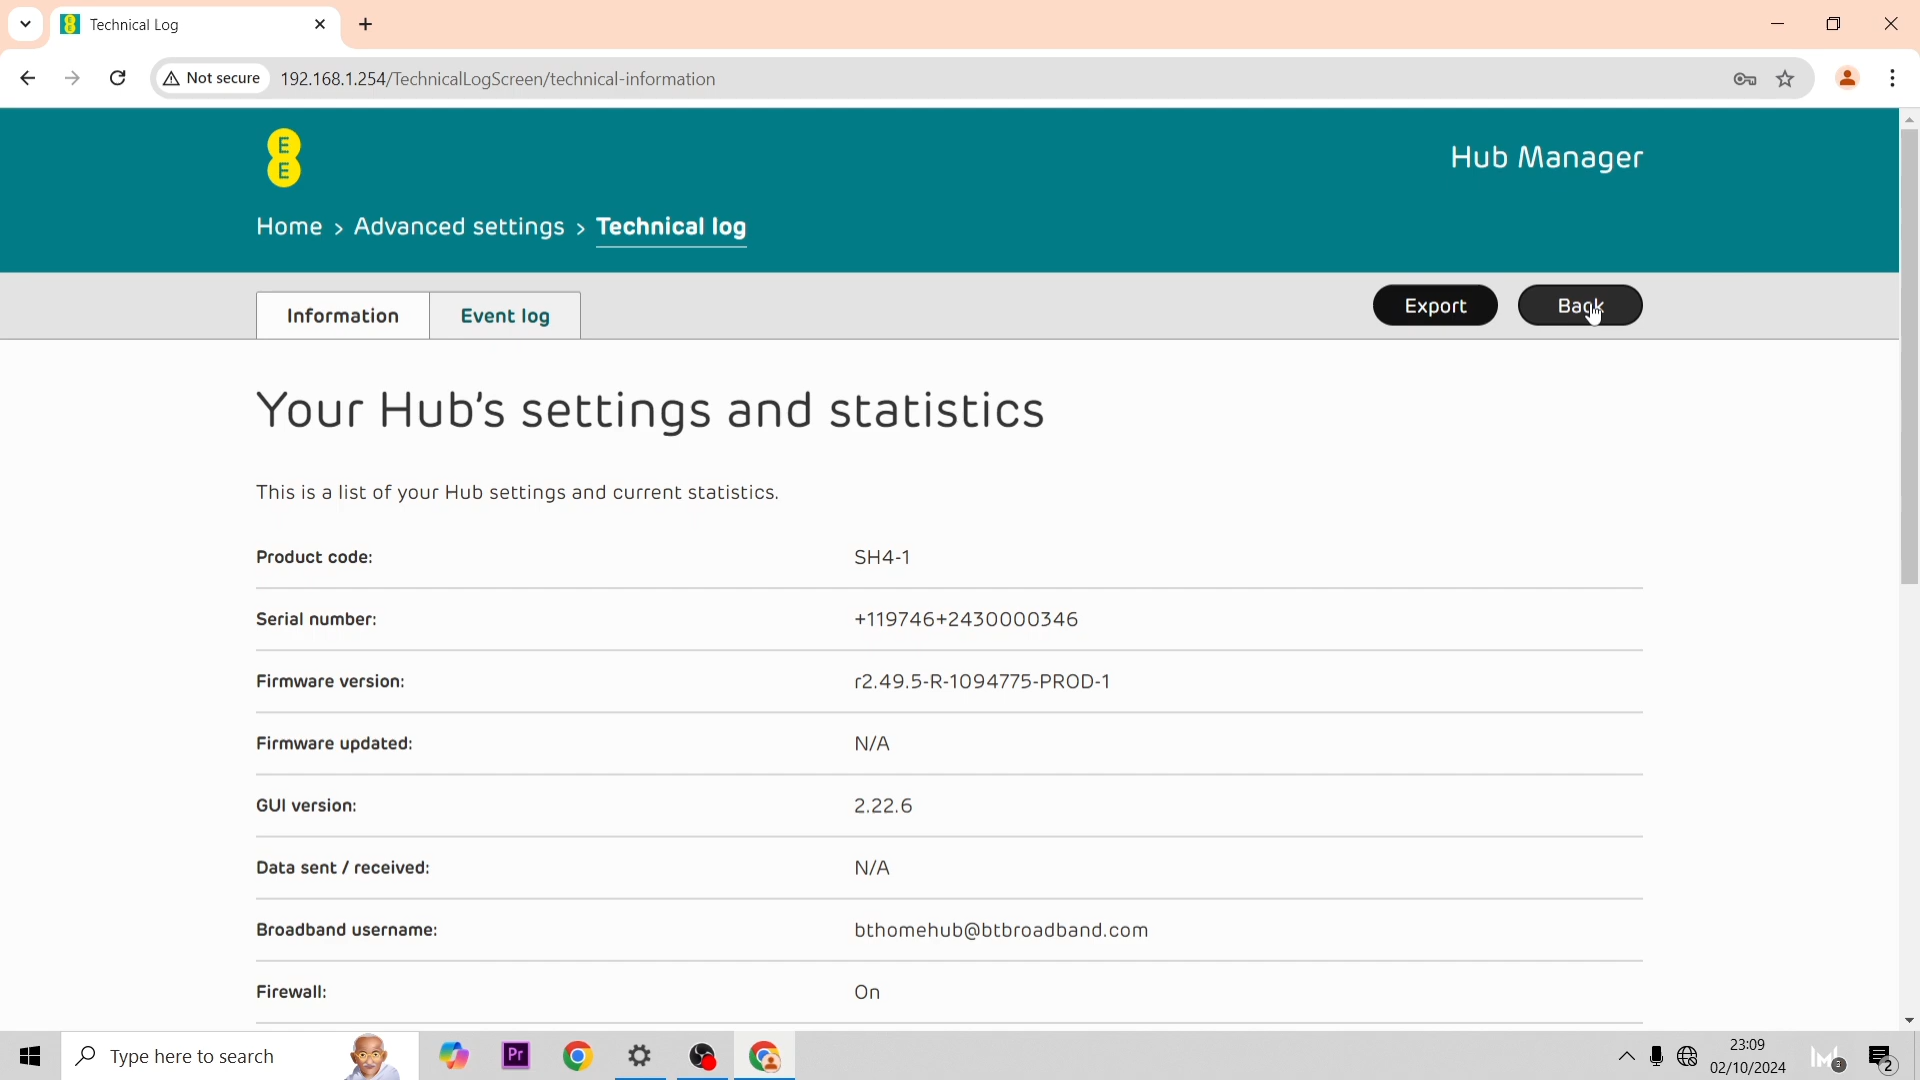 Technical Log
Not secure
192.168.1.254/TechnicalLogScreen/technical-information
E
E
Hub Manager
Home > Advanced settings > Technical log
Information
Event log
Export
Back
Your Hub's settings and statistics
This is a list of your Hub settings and current statistics.
Product code: SH4-1
Serial number: +119746+2430000346
Firmware version: r2.49.5-R-1094775-PROD-1
Firmware updated: N/A
GUI version: 2.22.6
Data sent / received: N/A
Broadband username: bthomehub@btbroadband.com
Firewall: On
Type here to search
Pr
23:09
02/10/2024
3
2